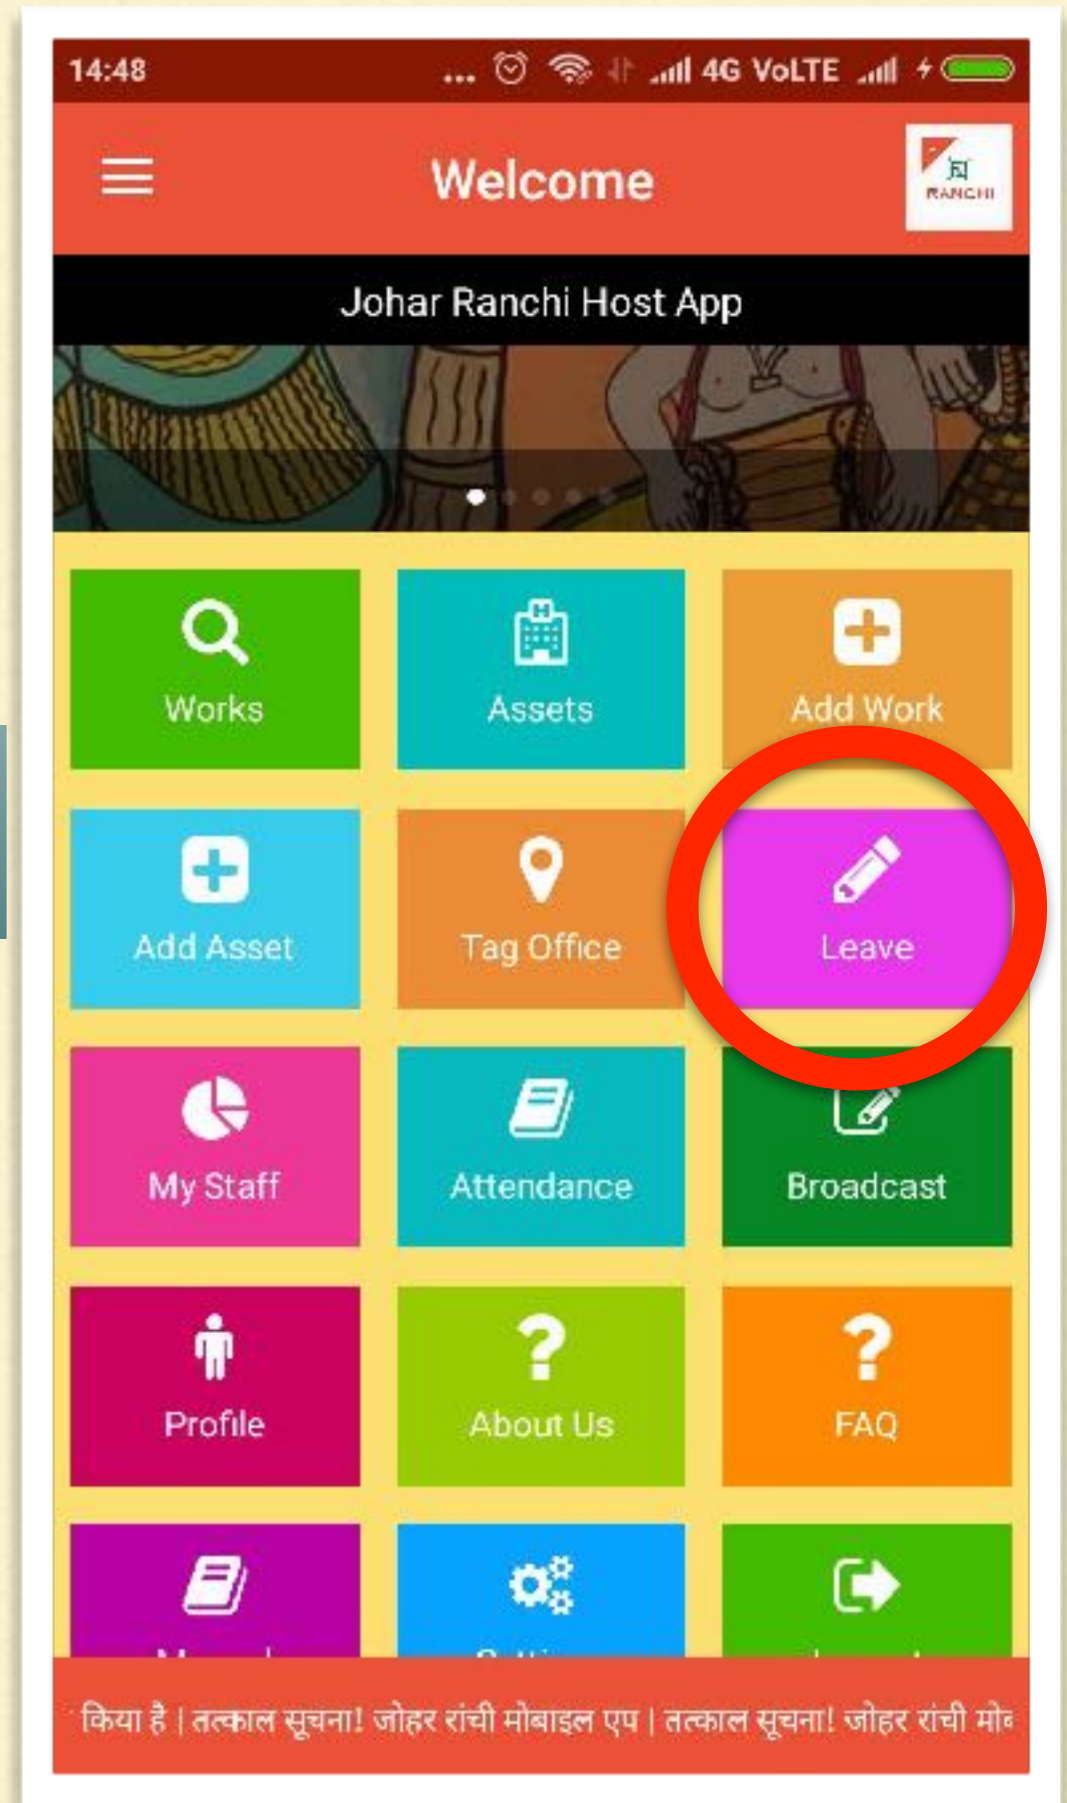 14:48 ... 4G VoLTE
Welcome
RANCHI
Johar Ranchi Host App
Works Assets Add Work
Add Asset Tag Office Leave
My Staff Attendance Broadcast
Profile About Us FAQ
किया है | तत्काल सूचना! जोहर रांची मोबाइल एप | तत्काल सूचना! जोहर रांची